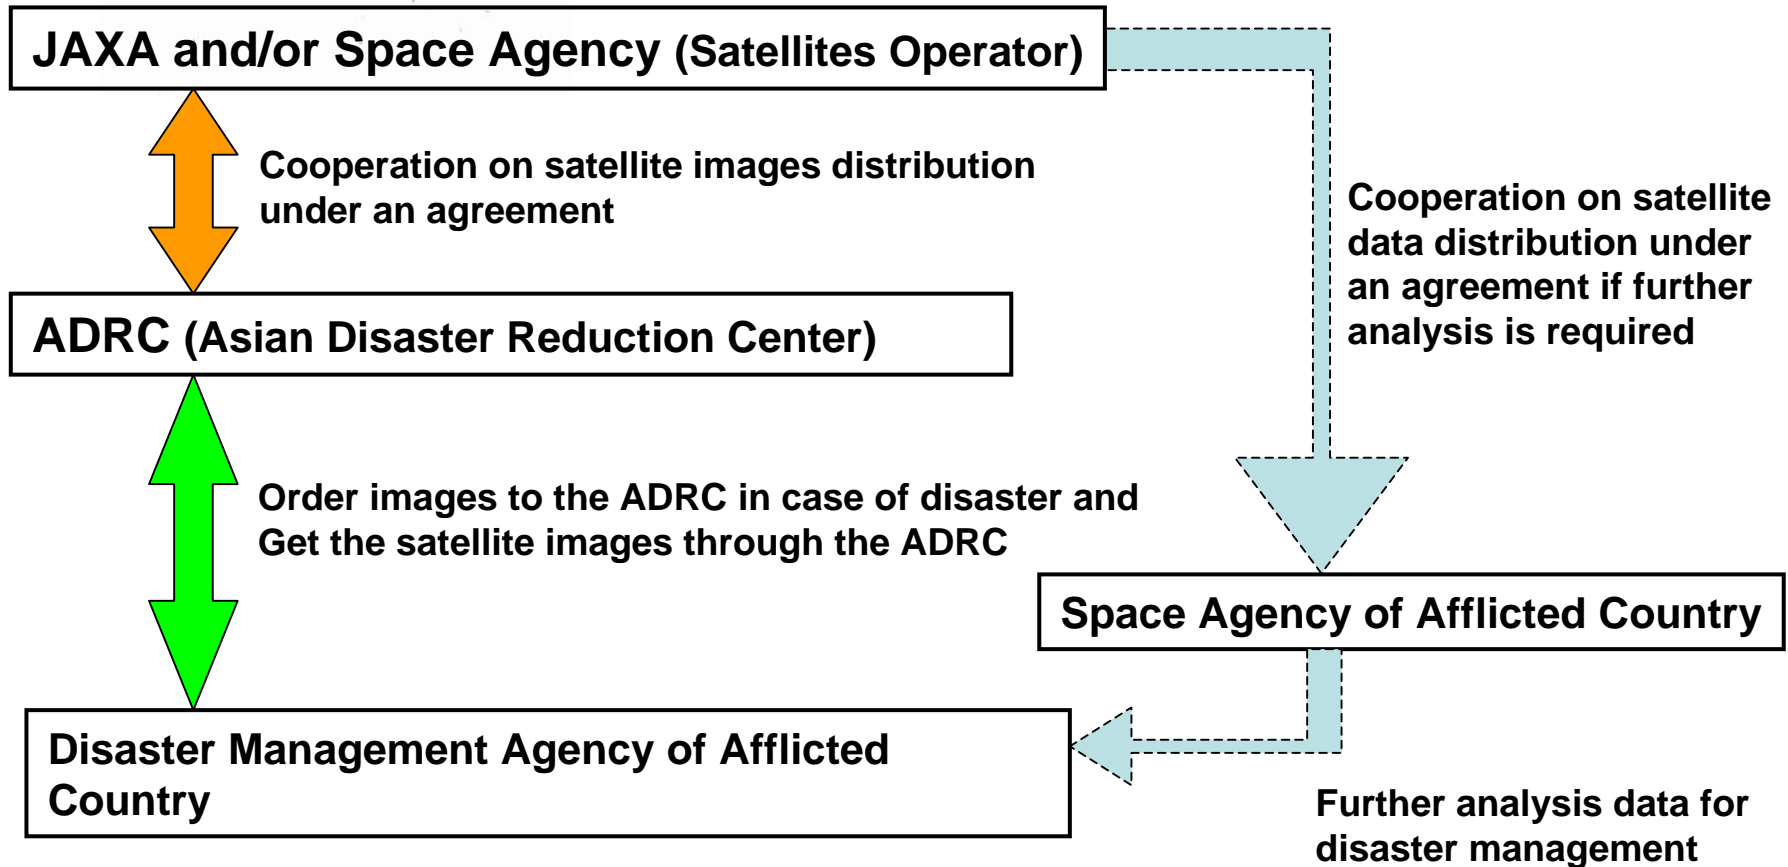 JAXA and/or Space Agency (Satellites Operator)
Cooperation on satellite images distribution
under an agreement
Cooperation on satellite
data distribution under
an agreement if further
analysis is required
ADRC (Asian Disaster Reduction Center)
Order images to the ADRC in case of disaster and
Get the satellite images through the ADRC
Space Agency of Afflicted Country
Disaster Management Agency of Afflicted
Country
Further analysis data for
disaster management